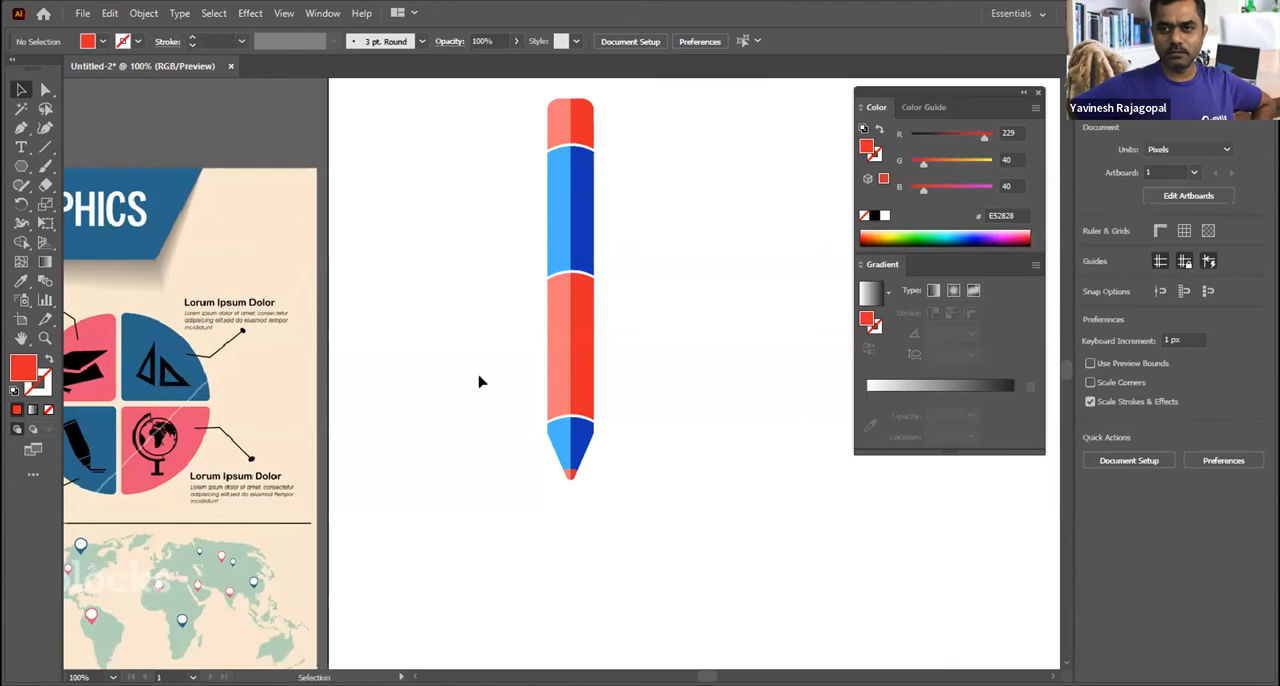 File Edit Object Type Select Effect View Window Help
Essentials
No Selection
Stroke:
3 pt. Round
Opacity: 100%
Style:
Document Setup
Preferences
Untitled-2* @ 100% (RGB/Preview) ×
Yavinesh Rajagopal
PHICS
Lorum Ipsum Dolor
Lorem ipsum dolor sit amet, consectetur
adipiscing elit,sed do eiusmod tempor
incididunt
Lorum Ipsum Dolor
Lorem ipsum dolor sit amet, consectetur
adipiscing elit,sed do eiusmod tempor
incididunt
Color
Color Guide
R 229
G 40
B 40
# E52828
Gradient
Type:
Stroke:
Opacity:
Location:
Document
Units: Pixels
Artboard: 1
Edit Artboards
Ruler & Grids
Guides
Snap Options
Preferences
Keyboard Increment: 1 px
Use Preview Bounds
Scale Corners
Scale Strokes & Effects
Quick Actions
Document Setup
Preferences
100%
1
Selection